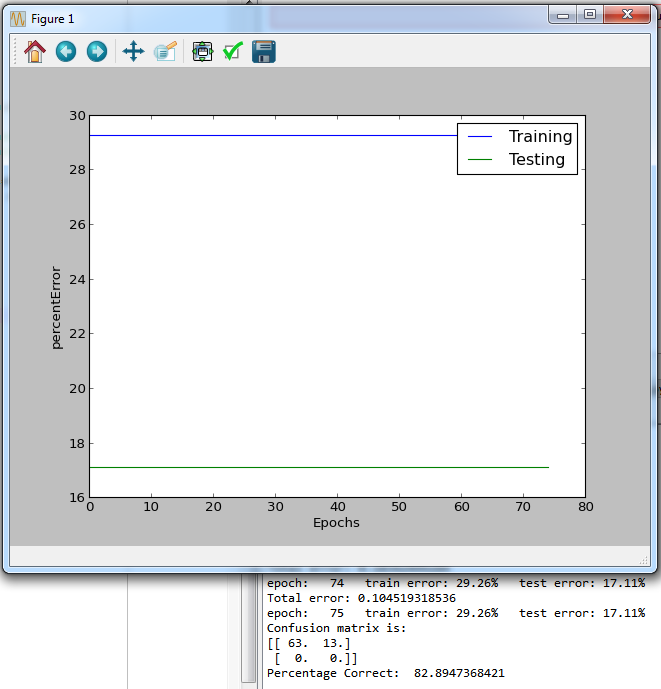 Figure 1
30
28
26
24
22
20
18
16
percentError
Training
Testing
0 10 20 30 40 50 60 70 80
Epochs
epoch: 74 train error: 29.26% test error: 17.11%
Total error: 0.104519318536
epoch: 75 train error: 29.26% test error: 17.11%
Confusion matrix is:
[[ 63. 13.]
[ 0. 0.]]
Percentage Correct: 82.8947368421